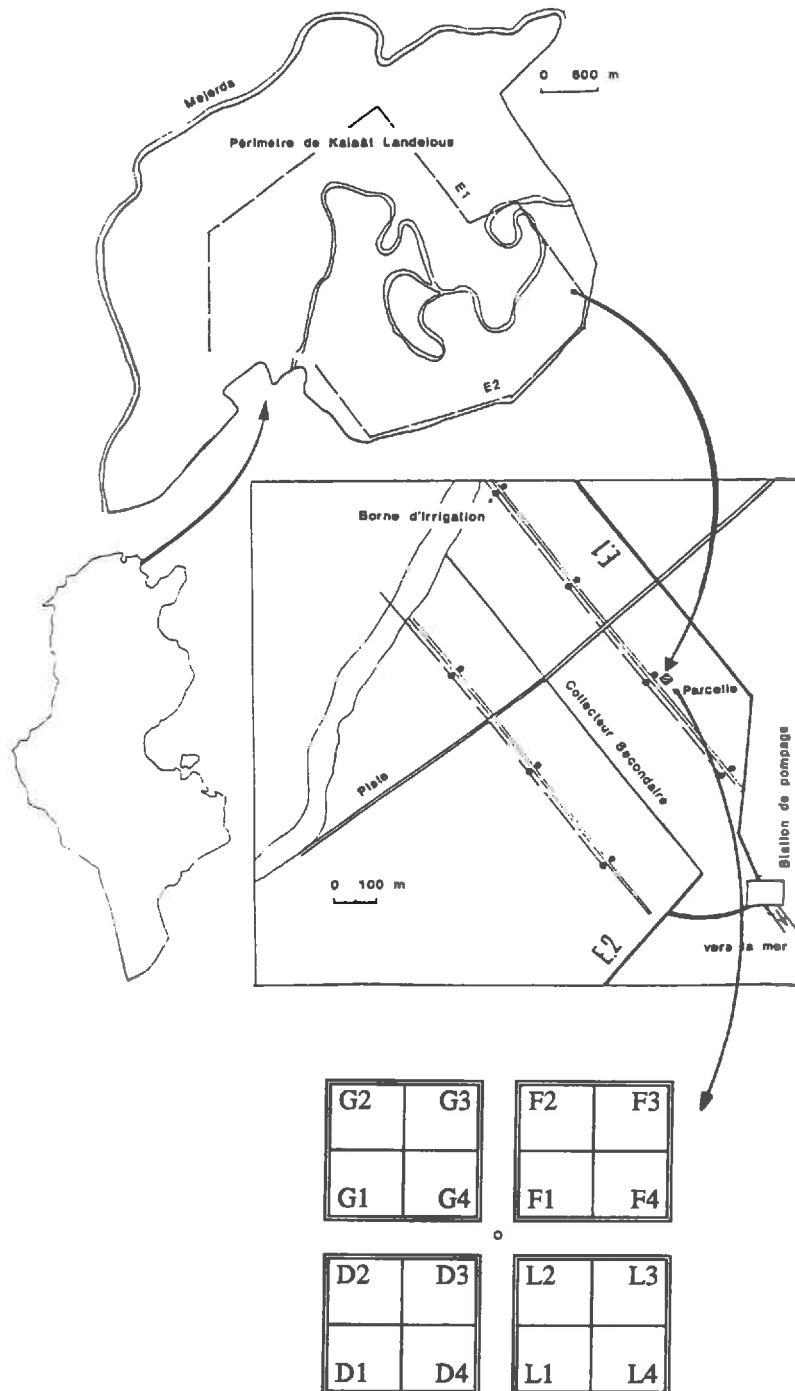 0 600 m
Mejerda
Périmètre de Kalaât Landelous
E1
E2
Borne d'irrigation
E.1
Parcelle
Collecteur Secondaire
Piste
Station de pompage
0 100 m
E.2
vers la mer
G2 G3 F2 F3
G1 G4 F1 F4
D2 D3 L2 L3
D1 D4 L1 L4